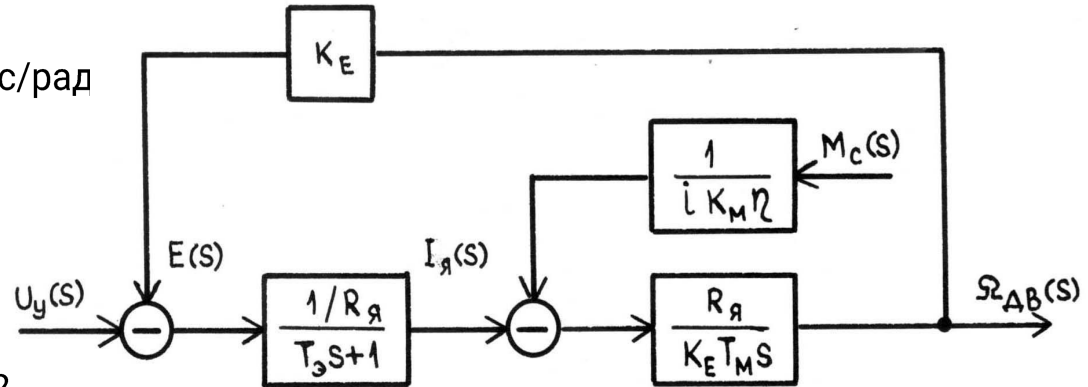 с/рад
K_E
M_C(S)
1
i K_M η
E(S)
I_Я(S)
U_y(S)
1/R_Я
T_Э S+1
R_Я
K_E T_M S
Ω_ДВ(S)